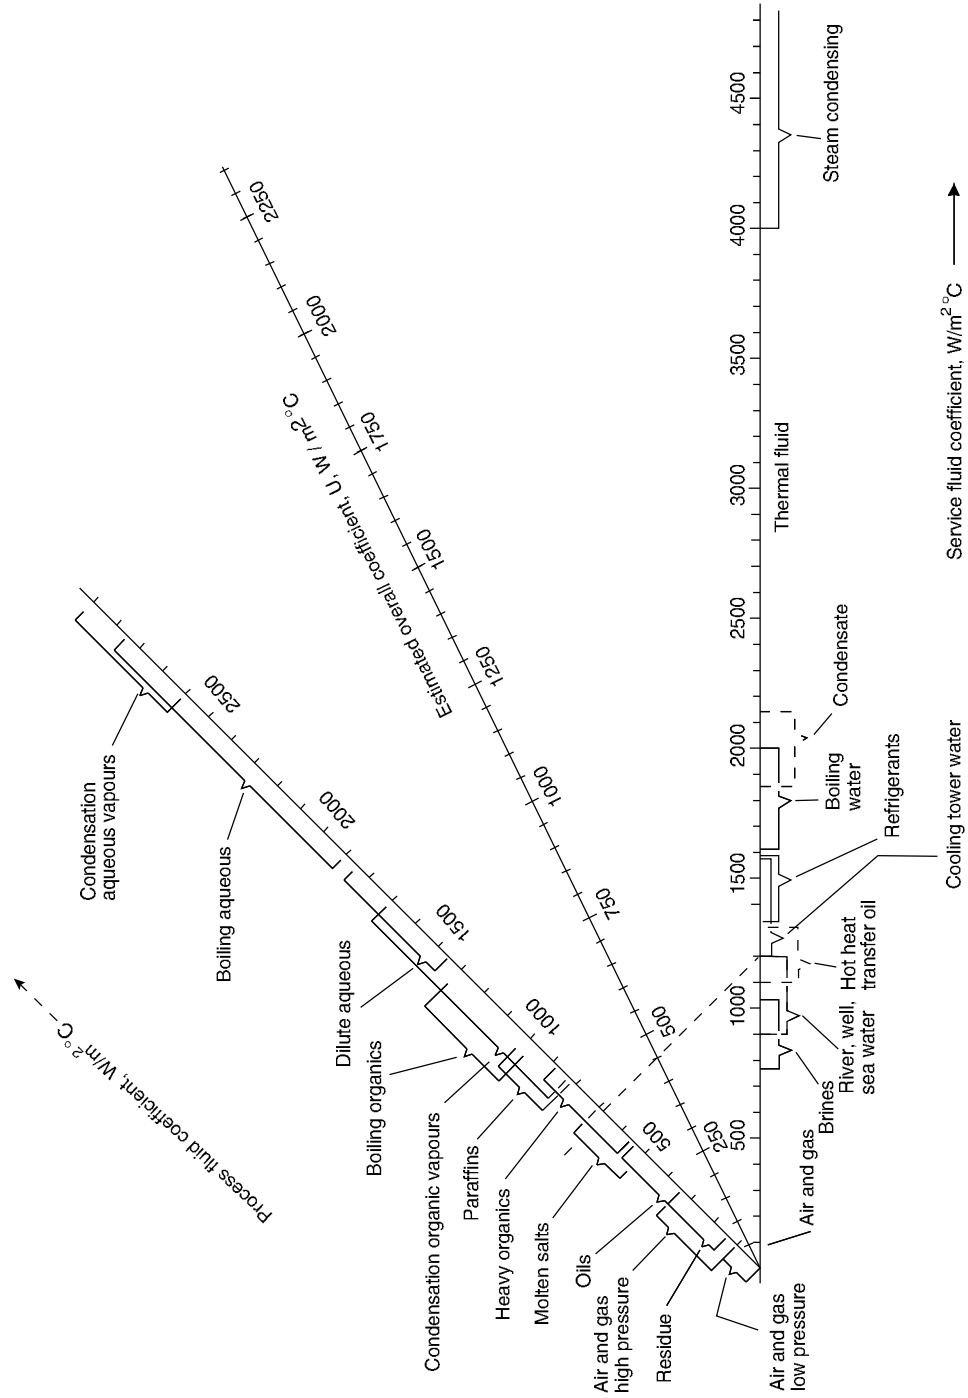 Process fluid coefficient, W/m² °C
Condensation
aqueous vapours
Boiling aqueous
Dilute aqueous
Boiling organics
Condensation organic vapours
Paraffins
Heavy organics
Molten salts
Oils
Air and gas
high pressure
Residue
Air and gas
low pressure
500
1000
1500
2000
2500
Estimated overall coefficient, U, W / m2 °C
250
500
750
1000
1250
1500
1750
2000
2250
500
1000
1500
2000
2500
3000
3500
4000
4500
Thermal fluid
Air and gas
Brines
River, well,
sea water
Hot heat
transfer oil
Cooling tower water
Refrigerants
Boiling
water
Condensate
Steam condensing
Service fluid coefficient, W/m² °C